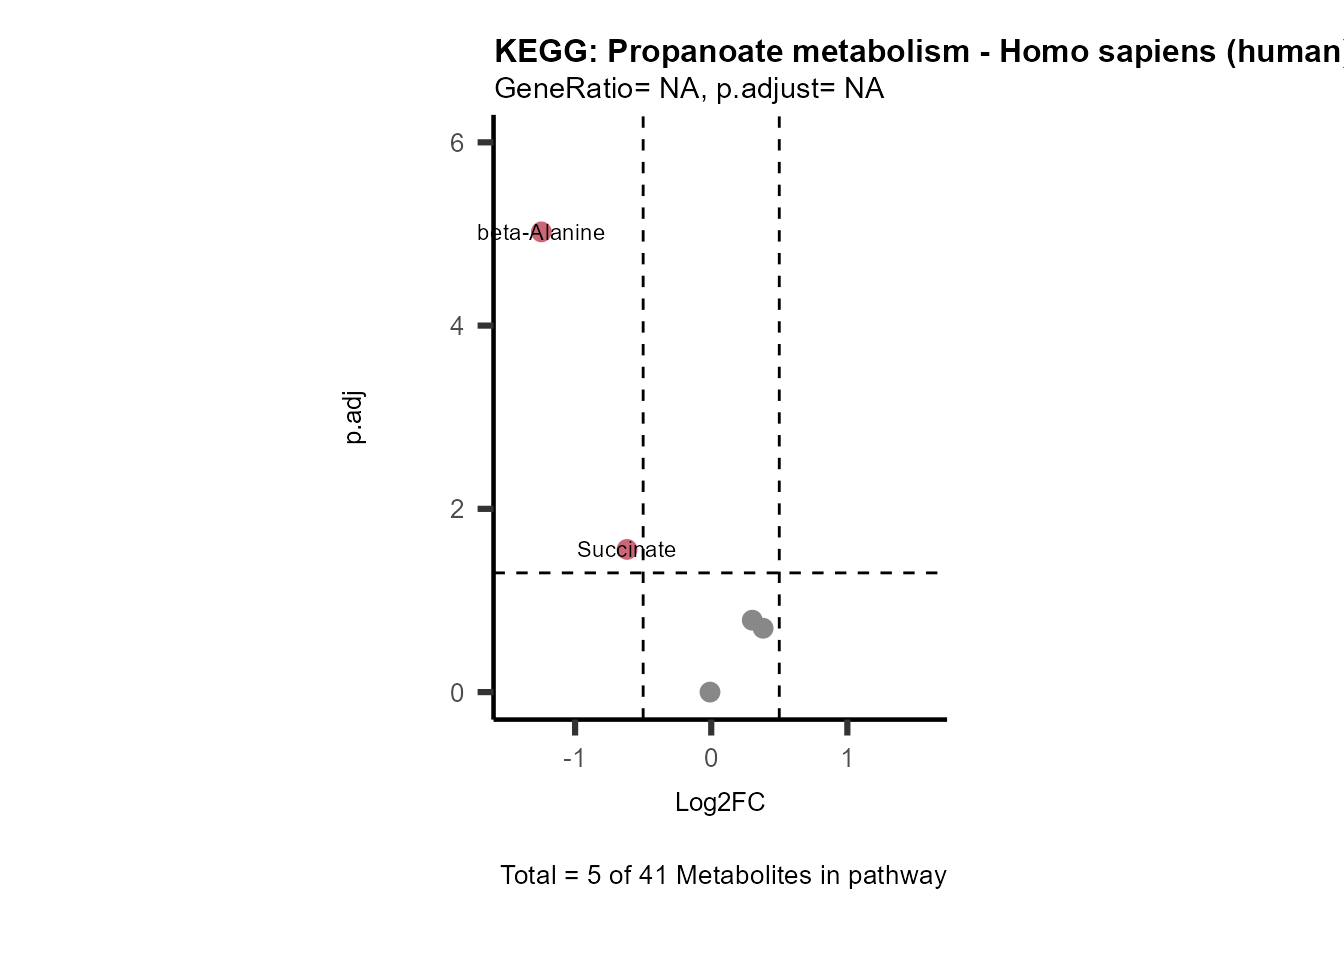 KEGG: Propanoate metabolism - Homo sapiens (human)
GeneRatio= NA, p.adjust= NA
6
beta-Alanine
4
p.adj
2
Succinate
0
-1 0 1
Log2FC
Total = 5 of 41 Metabolites in pathway